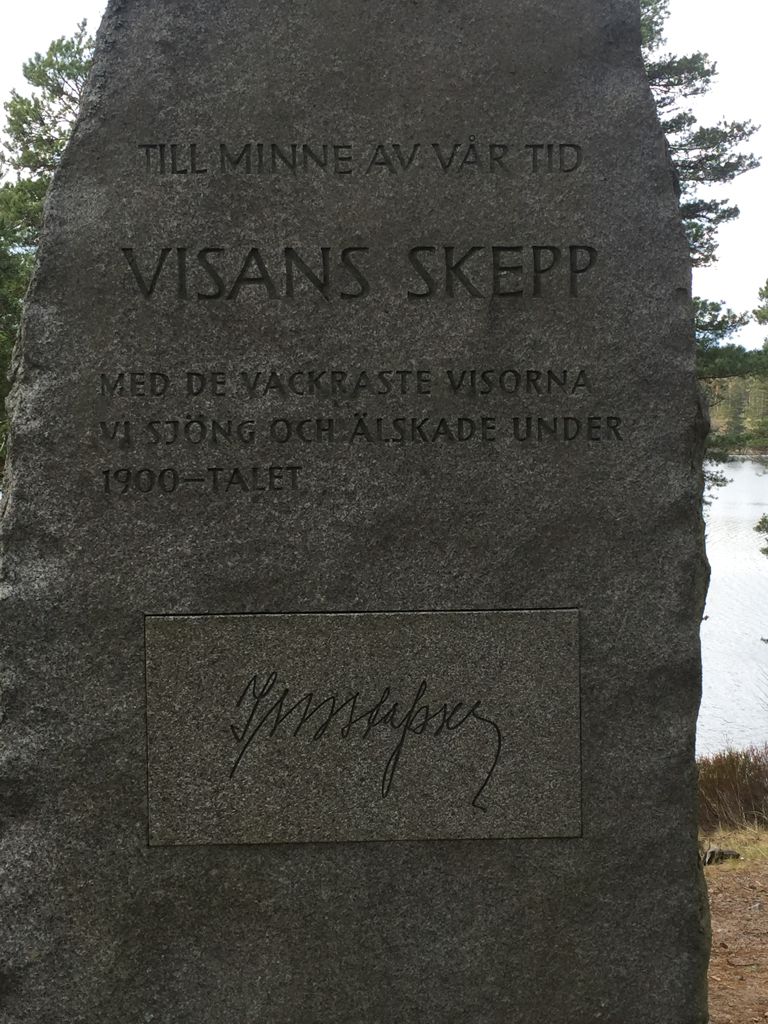 TILL MINNE AV VÅR TID
VISANS SKEPP
MED DE VACKRASTE VISORNA
VI SJÖNG OCH ÄLSKADE UNDER
1900-TALET